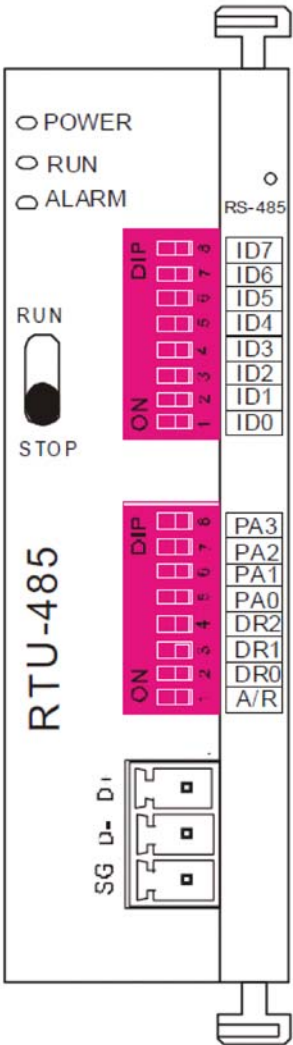 POWER
RUN
ALARM
RS-485
RUN
STOP
DIP
ON
8
7
6
5
4
3
2
1
ID7
ID6
ID5
ID4
ID3
ID2
ID1
ID0
DIP
ON
8
7
6
5
4
3
2
1
PA3
PA2
PA1
PA0
DR2
DR1
DR0
A/R
RTU-485
D+
D-
SG